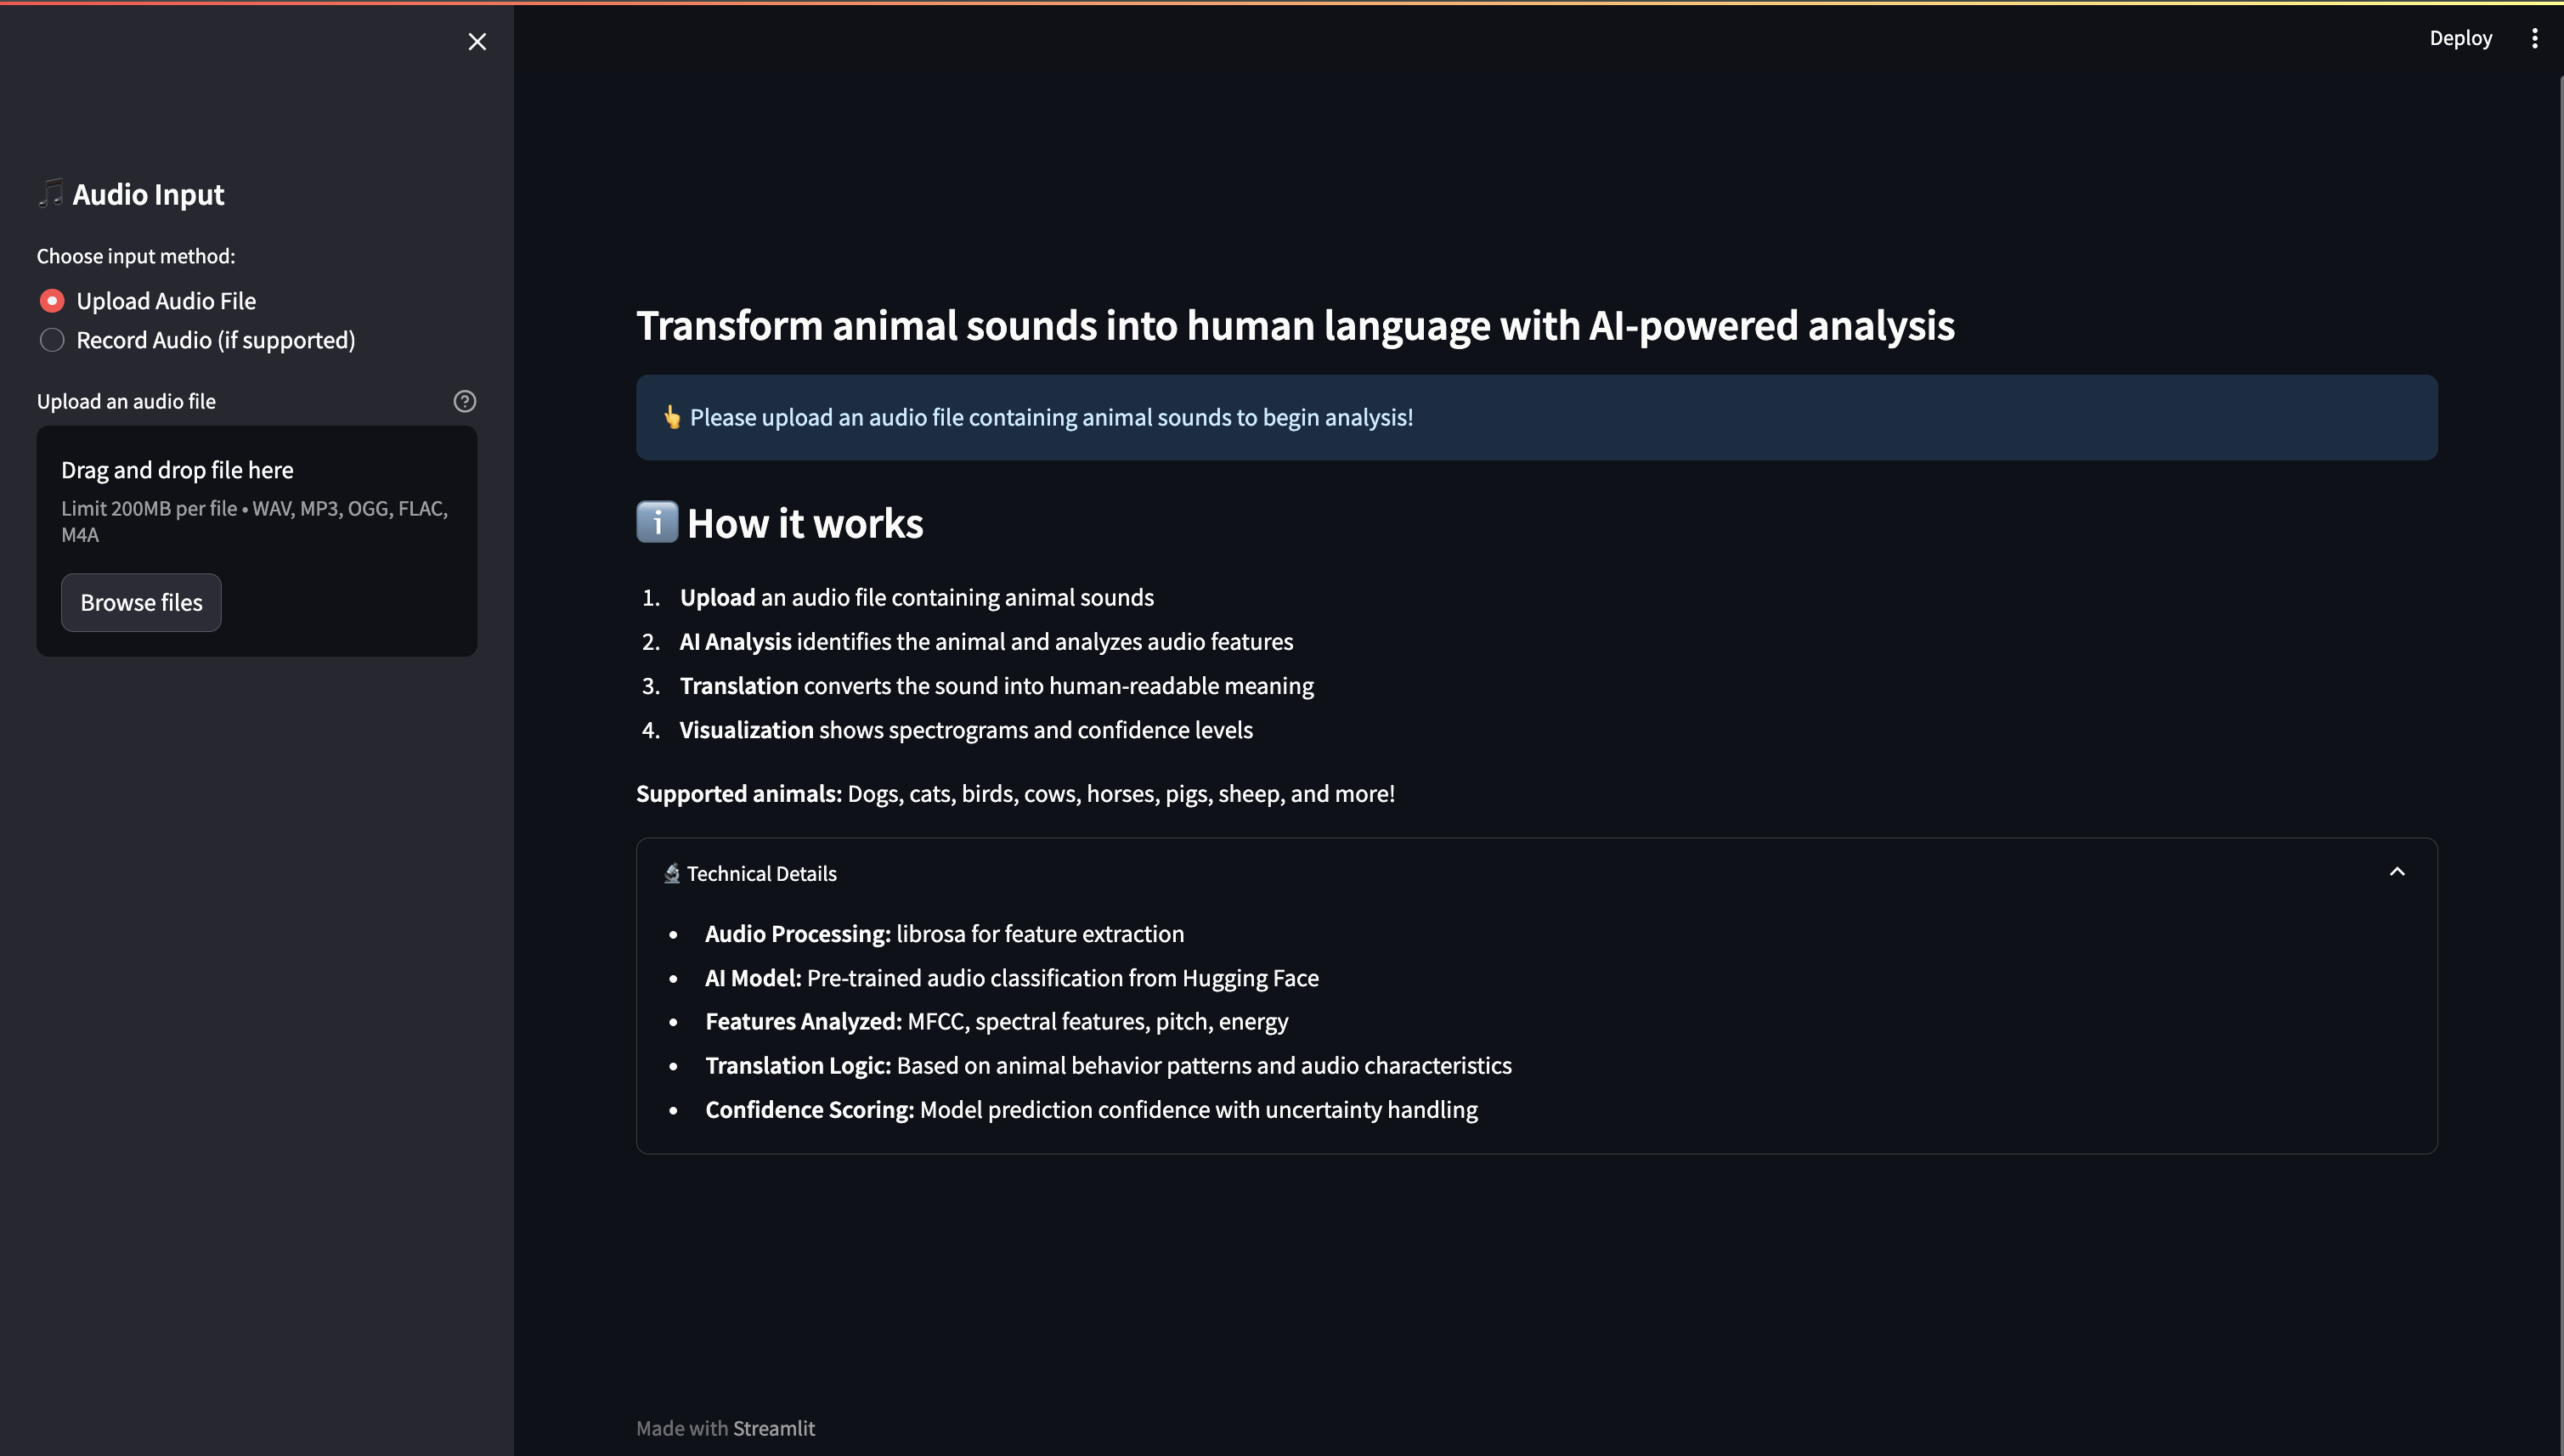 Deploy
🎵 Audio Input
Choose input method:
Upload Audio File
Record Audio (if supported)
Upload an audio file
Drag and drop file here
Limit 200MB per file • WAV, MP3, OGG, FLAC,
M4A
Browse files
Transform animal sounds into human language with AI-powered analysis
👆 Please upload an audio file containing animal sounds to begin analysis!
ℹ️ How it works
1. Upload an audio file containing animal sounds
2. AI Analysis identifies the animal and analyzes audio features
3. Translation converts the sound into human-readable meaning
4. Visualization shows spectrograms and confidence levels
Supported animals: Dogs, cats, birds, cows, horses, pigs, sheep, and more!
🔬 Technical Details
• Audio Processing: librosa for feature extraction
• AI Model: Pre-trained audio classification from Hugging Face
• Features Analyzed: MFCC, spectral features, pitch, energy
• Translation Logic: Based on animal behavior patterns and audio characteristics
• Confidence Scoring: Model prediction confidence with uncertainty handling
Made with Streamlit